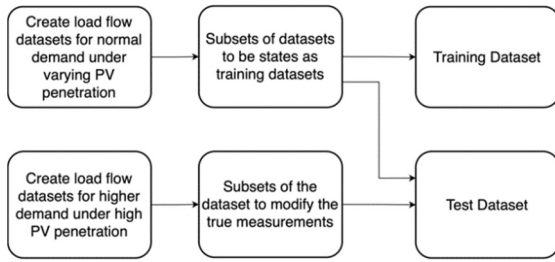 Create load flow
datasets for normal
demand under
varying PV
penetration
Subsets of datasets
to be states as
training datasets
Training Dataset
Create load flow
datasets for higher
demand under high
PV penetration
Subsets of the
dataset to modify the
true measurements
Test Dataset